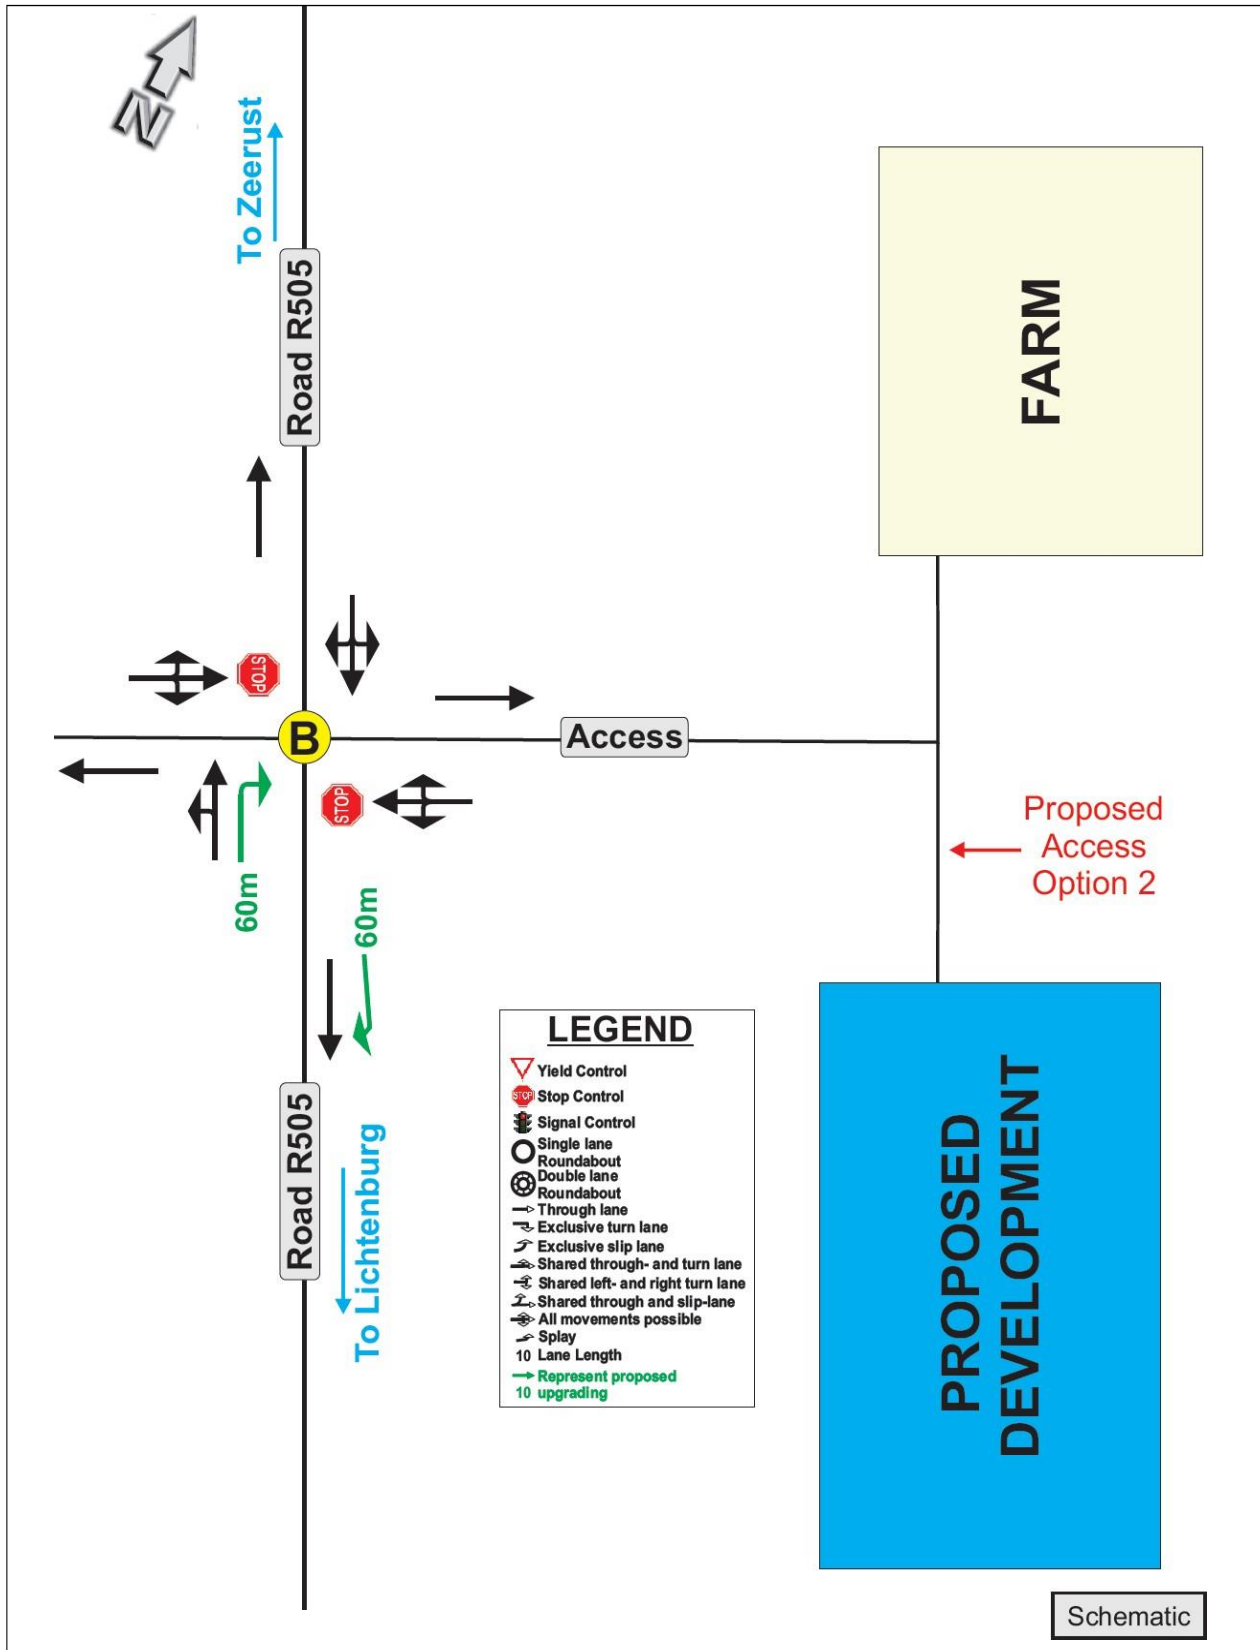 N
To Zeerust
Road R505
FARM
STOP
B
Access
STOP
60m
60m
Proposed
Access
Option 2
Road R505
To Lichtenburg
LEGEND
Yield Control
STOP Stop Control
Signal Control
Single lane
Roundabout
Double lane
Roundabout
Through lane
Exclusive turn lane
Exclusive slip lane
Shared through- and turn lane
Shared left- and right turn lane
Shared through and slip-lane
All movements possible
Splay
10 Lane Length
Represent proposed
10 upgrading
PROPOSED
DEVELOPMENT
Schematic